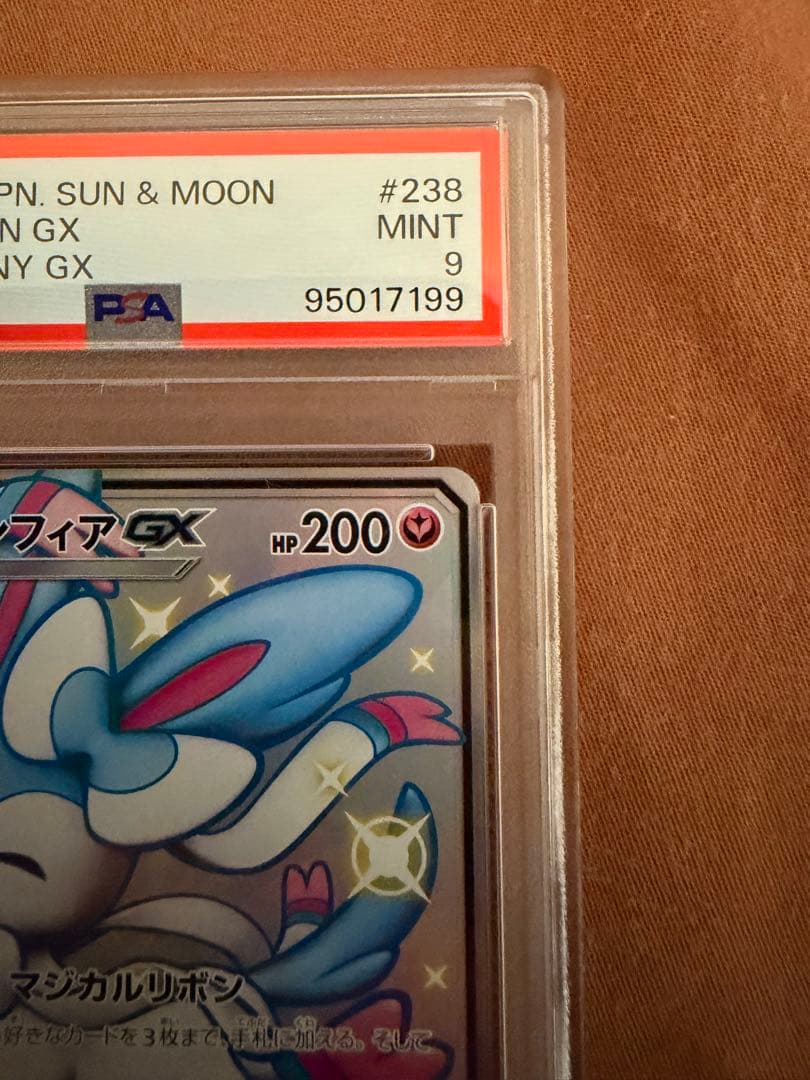 PN. SUN & MOON #238
N GX MINT
NY GX 9
PSA 95017199
フィアGX HP200
マジカルリボン
好きなカードを3枚まで、手札に加える。そして